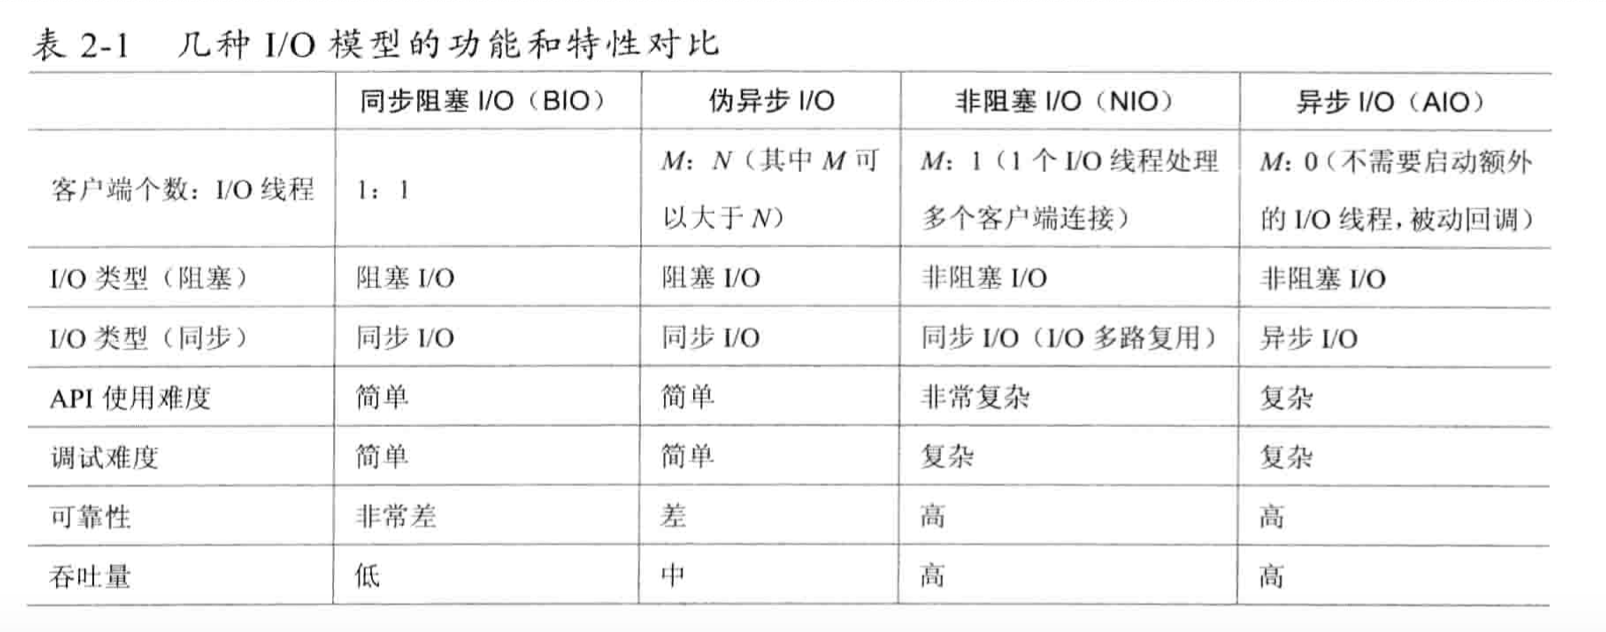 表 2-1 几种 I/O 模型的功能和特性对比
同步阻塞 I/O（BIO） 伪异步 I/O 非阻塞 I/O（NIO） 异步 I/O（AIO）
客户端个数：I/O 线程 1：1 M：N（其中 M 可以大于 N） M：1（1 个 I/O 线程处理多个客户端连接） M：0（不需要启动额外的 I/O 线程，被动回调）
I/O 类型（阻塞） 阻塞 I/O 阻塞 I/O 非阻塞 I/O 非阻塞 I/O
I/O 类型（同步） 同步 I/O 同步 I/O 同步 I/O（I/O 多路复用） 异步 I/O
API 使用难度 简单 简单 非常复杂 复杂
调试难度 简单 简单 复杂 复杂
可靠性 非常差 差 高 高
吞吐量 低 中 高 高